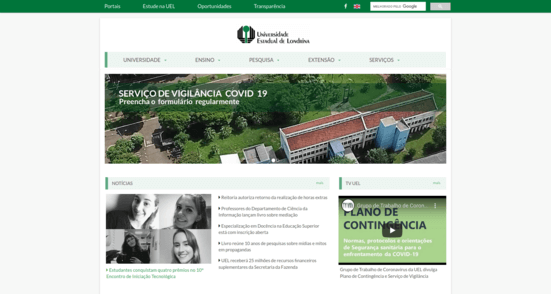 Portais Estude na UEL Oportunidades Transparência Google
Universidade
Estadual de Londrina
UNIVERSIDADE ENSINO PESQUISA EXTENSÃO SERVIÇOS
SERVIÇO DE VIGILÂNCIA COVID 19
Preencha o formulário regularmente
NOTÍCIAS
TV UEL
Reitoria autoriza retorno da realização de horas extras
Professores do Departamento de Ciência da
Informação lançam livro sobre mediação
Especialização em Docência na Educação Superior
está com inscrição aberta
Livro reúne 10 anos de pesquisas sobre mídias e mitos
em propagandas
UEL receberá 25 milhões de recursos financeiros
suplementares da Secretaria da Fazenda
Estudantes conquistam quatro prêmios no 30º
Encontro de Iniciação Tecnológica
Grupo de Trabalho de Coron...
PLANO DE
CONTINGÊNCIA
Normas, protocolos e orientações
de Segurança sanitária para o
enfrentamento da COVID-19
Grupo de Trabalho de Coronavírus da UEL divulga
Plano de Contingência e Serviço de Vigilância